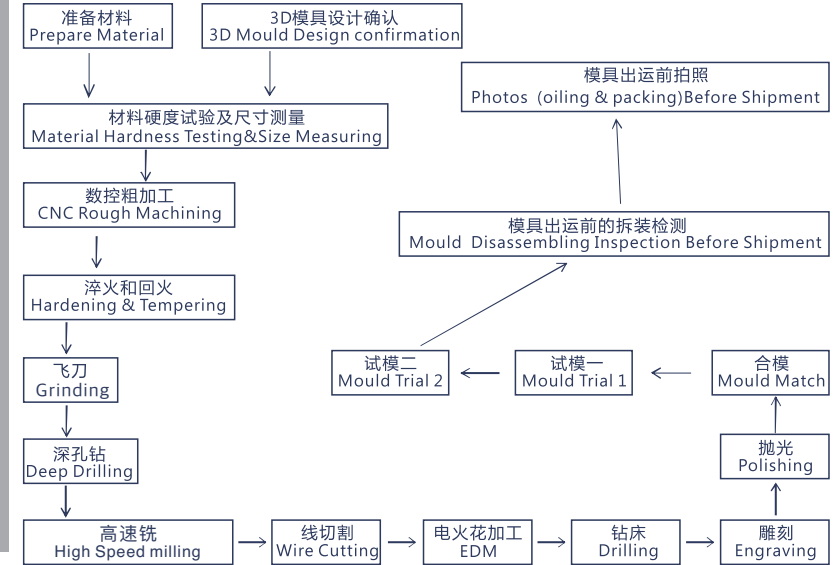 准备材料
Prepare Material
3D模具设计确认
3D Mould Design confirmation
材料硬度试验及尺寸测量
Material Hardness Testing&Size Measuring
数控粗加工
CNC Rough Machining
淬火和回火
Hardening & Tempering
飞刀
Grinding
深孔钻
Deep Drilling
高速铣
High Speed milling
线切割
Wire Cutting
电火花加工
EDM
钻床
Drilling
雕刻
Engraving
抛光
Polishing
合模
Mould Match
试模一
Mould Trial 1
试模二
Mould Trial 2
模具出运前的拆装检测
Mould Disassembling Inspection Before Shipment
模具出运前拍照
Photos (oiling & packing)Before Shipment